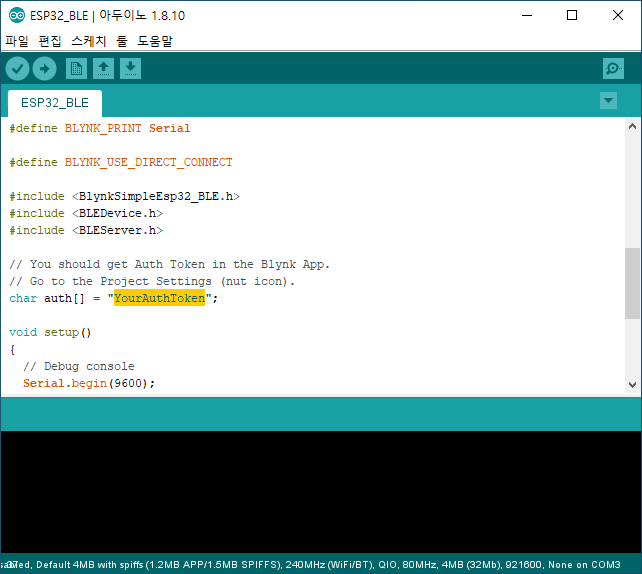 ESP32_BLE | 아두이노 1.8.10
파일 편집 스케치 툴 도움말
ESP32_BLE
#define BLYNK_PRINT Serial
#define BLYNK_USE_DIRECT_CONNECT
#include <BlynkSimpleEsp32_BLE.h>
#include <BLEDevice.h>
#include <BLEServer.h>
// You should get Auth Token in the Blynk App.
// Go to the Project Settings (nut icon).
char auth[] = "YourAuthToken";
void setup()
{
// Debug console
Serial.begin(9600);
Default 4MB with spiffs (1.2MB APP/1.5MB SPIFFS), 240MHz (WiFi/BT), QIO, 80MHz, 4MB (32Mb), 921600, None on COM3